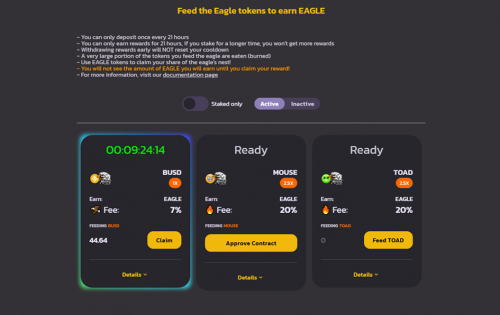 Feed the Eagle tokens to earn EAGLE
- You can only deposit once every 21 hours
- You can only earn rewards for 21 hours, If you stake for a longer time, you won't get more rewards
- Withdrawing rewards early will NOT reset your cooldown
- A very large portion of the tokens you feed the eagle are eaten (burned)
- Use EAGLE tokens to claim your share of the eagle's nest!
- You will not see the amount of EAGLE you will earn until you claim your reward!
- For more information, visit our documentation page
Staked only Active Inactive
00:09:24:14
BUSD
1X
Earn: EAGLE
Fee: 7%
FEEDING BUSD
44.64 Claim
Details
Ready
MOUSE
2.5X
Earn: EAGLE
Fee: 20%
FEEDING MOUSE
Approve Contract
Details
Ready
TOAD
2.5X
Earn: EAGLE
Fee: 20%
FEEDING TOAD
0 Feed TOAD
Details